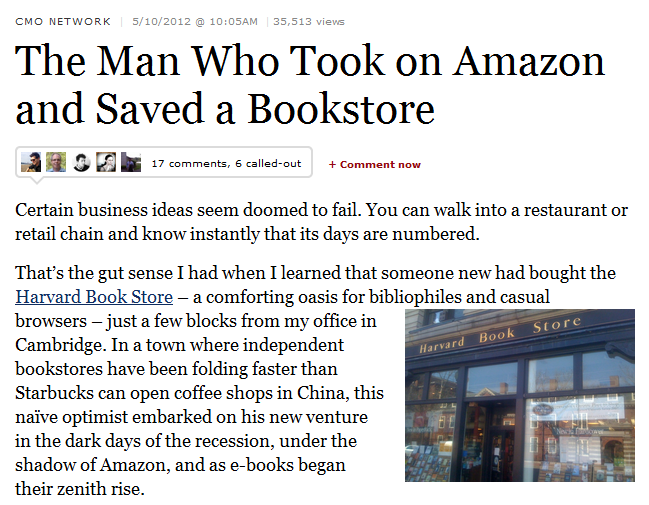 CMO NETWORK | 5/10/2012 @ 10:05AM | 35,513 views
The Man Who Took on Amazon
and Saved a Bookstore
17 comments, 6 called-out + Comment now
Certain business ideas seem doomed to fail. You can walk into a restaurant or
retail chain and know instantly that its days are numbered.
That’s the gut sense I had when I learned that someone new had bought the
Harvard Book Store – a comforting oasis for bibliophiles and casual
browsers – just a few blocks from my office in
Cambridge. In a town where independent
bookstores have been folding faster than
Starbucks can open coffee shops in China, this
naïve optimist embarked on his new venture
in the dark days of the recession, under the
shadow of Amazon, and as e-books began
their zenith rise.
Harvard Book Store